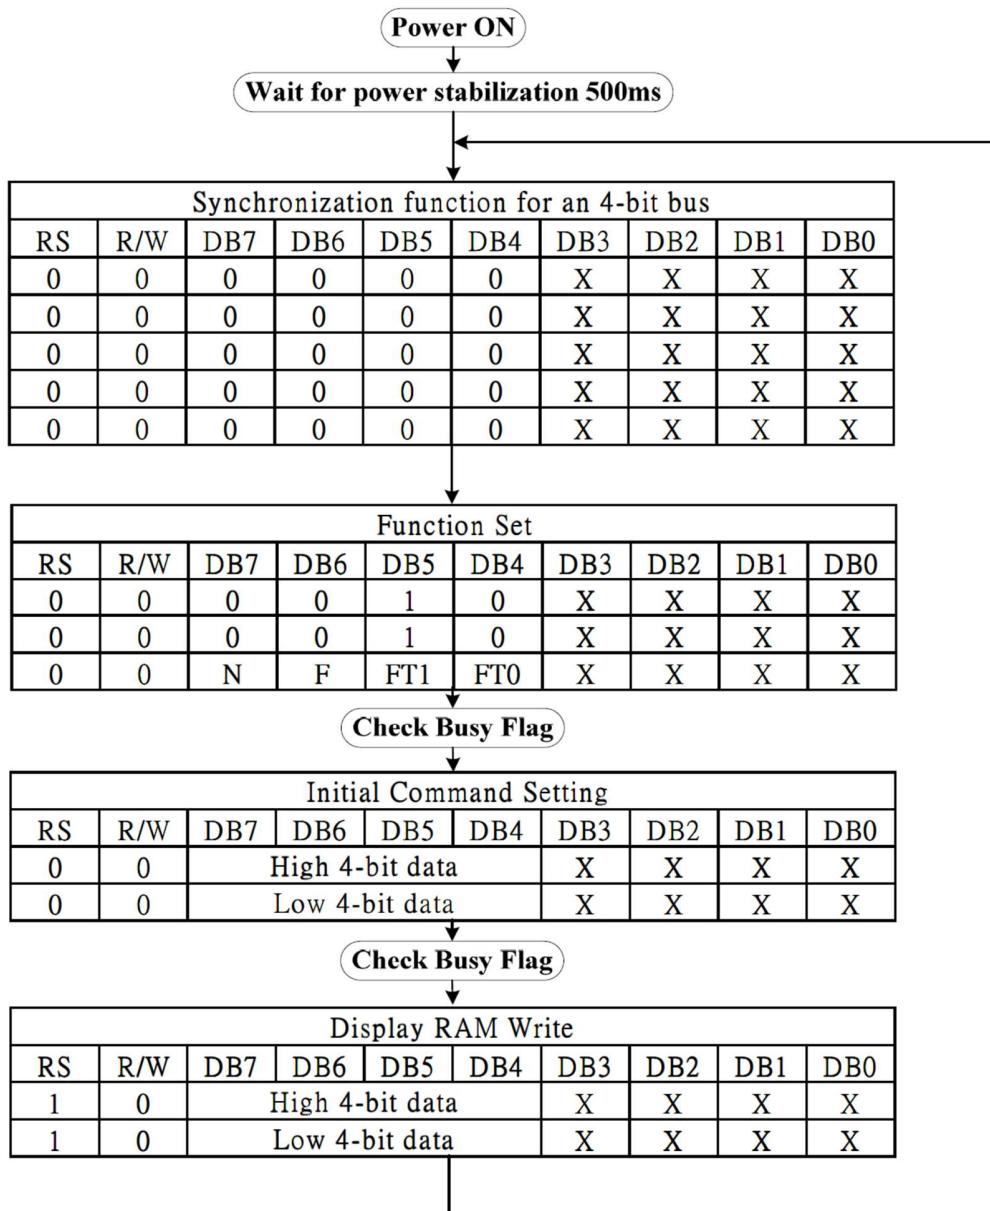 Power ON
Wait for power stabilization 500ms
Synchronization function for an 4-bit bus
RS R/W DB7 DB6 DB5 DB4 DB3 DB2 DB1 DB0
0 0 0 0 0 0 X X X X
0 0 0 0 0 0 X X X X
0 0 0 0 0 0 X X X X
0 0 0 0 0 0 X X X X
0 0 0 0 0 0 X X X X
Function Set
RS R/W DB7 DB6 DB5 DB4 DB3 DB2 DB1 DB0
0 0 0 0 1 0 X X X X
0 0 0 0 1 0 X X X X
0 0 N F FT1 FT0 X X X X
Check Busy Flag
Initial Command Setting
RS R/W DB7 DB6 DB5 DB4 DB3 DB2 DB1 DB0
0 0 High 4-bit data X X X X
0 0 Low 4-bit data X X X X
Check Busy Flag
Display RAM Write
RS R/W DB7 DB6 DB5 DB4 DB3 DB2 DB1 DB0
1 0 High 4-bit data X X X X
1 0 Low 4-bit data X X X X